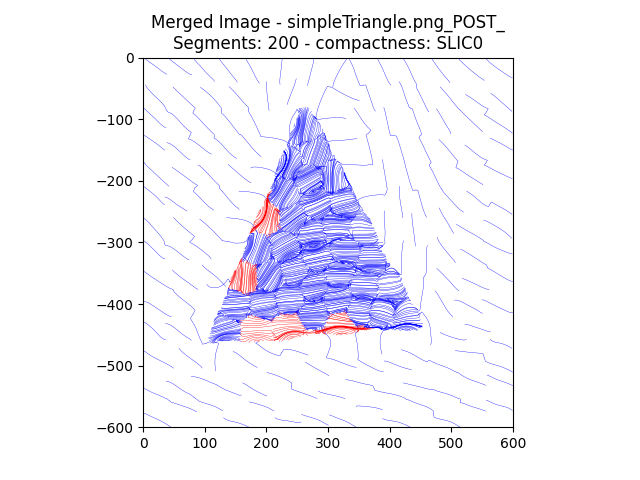 Merged Image - simpleTriangle.png_POST_
Segments: 200 - compactness: SLIC0
0
−100
−200
−300
−400
−500
−600
0 100 200 300 400 500 600